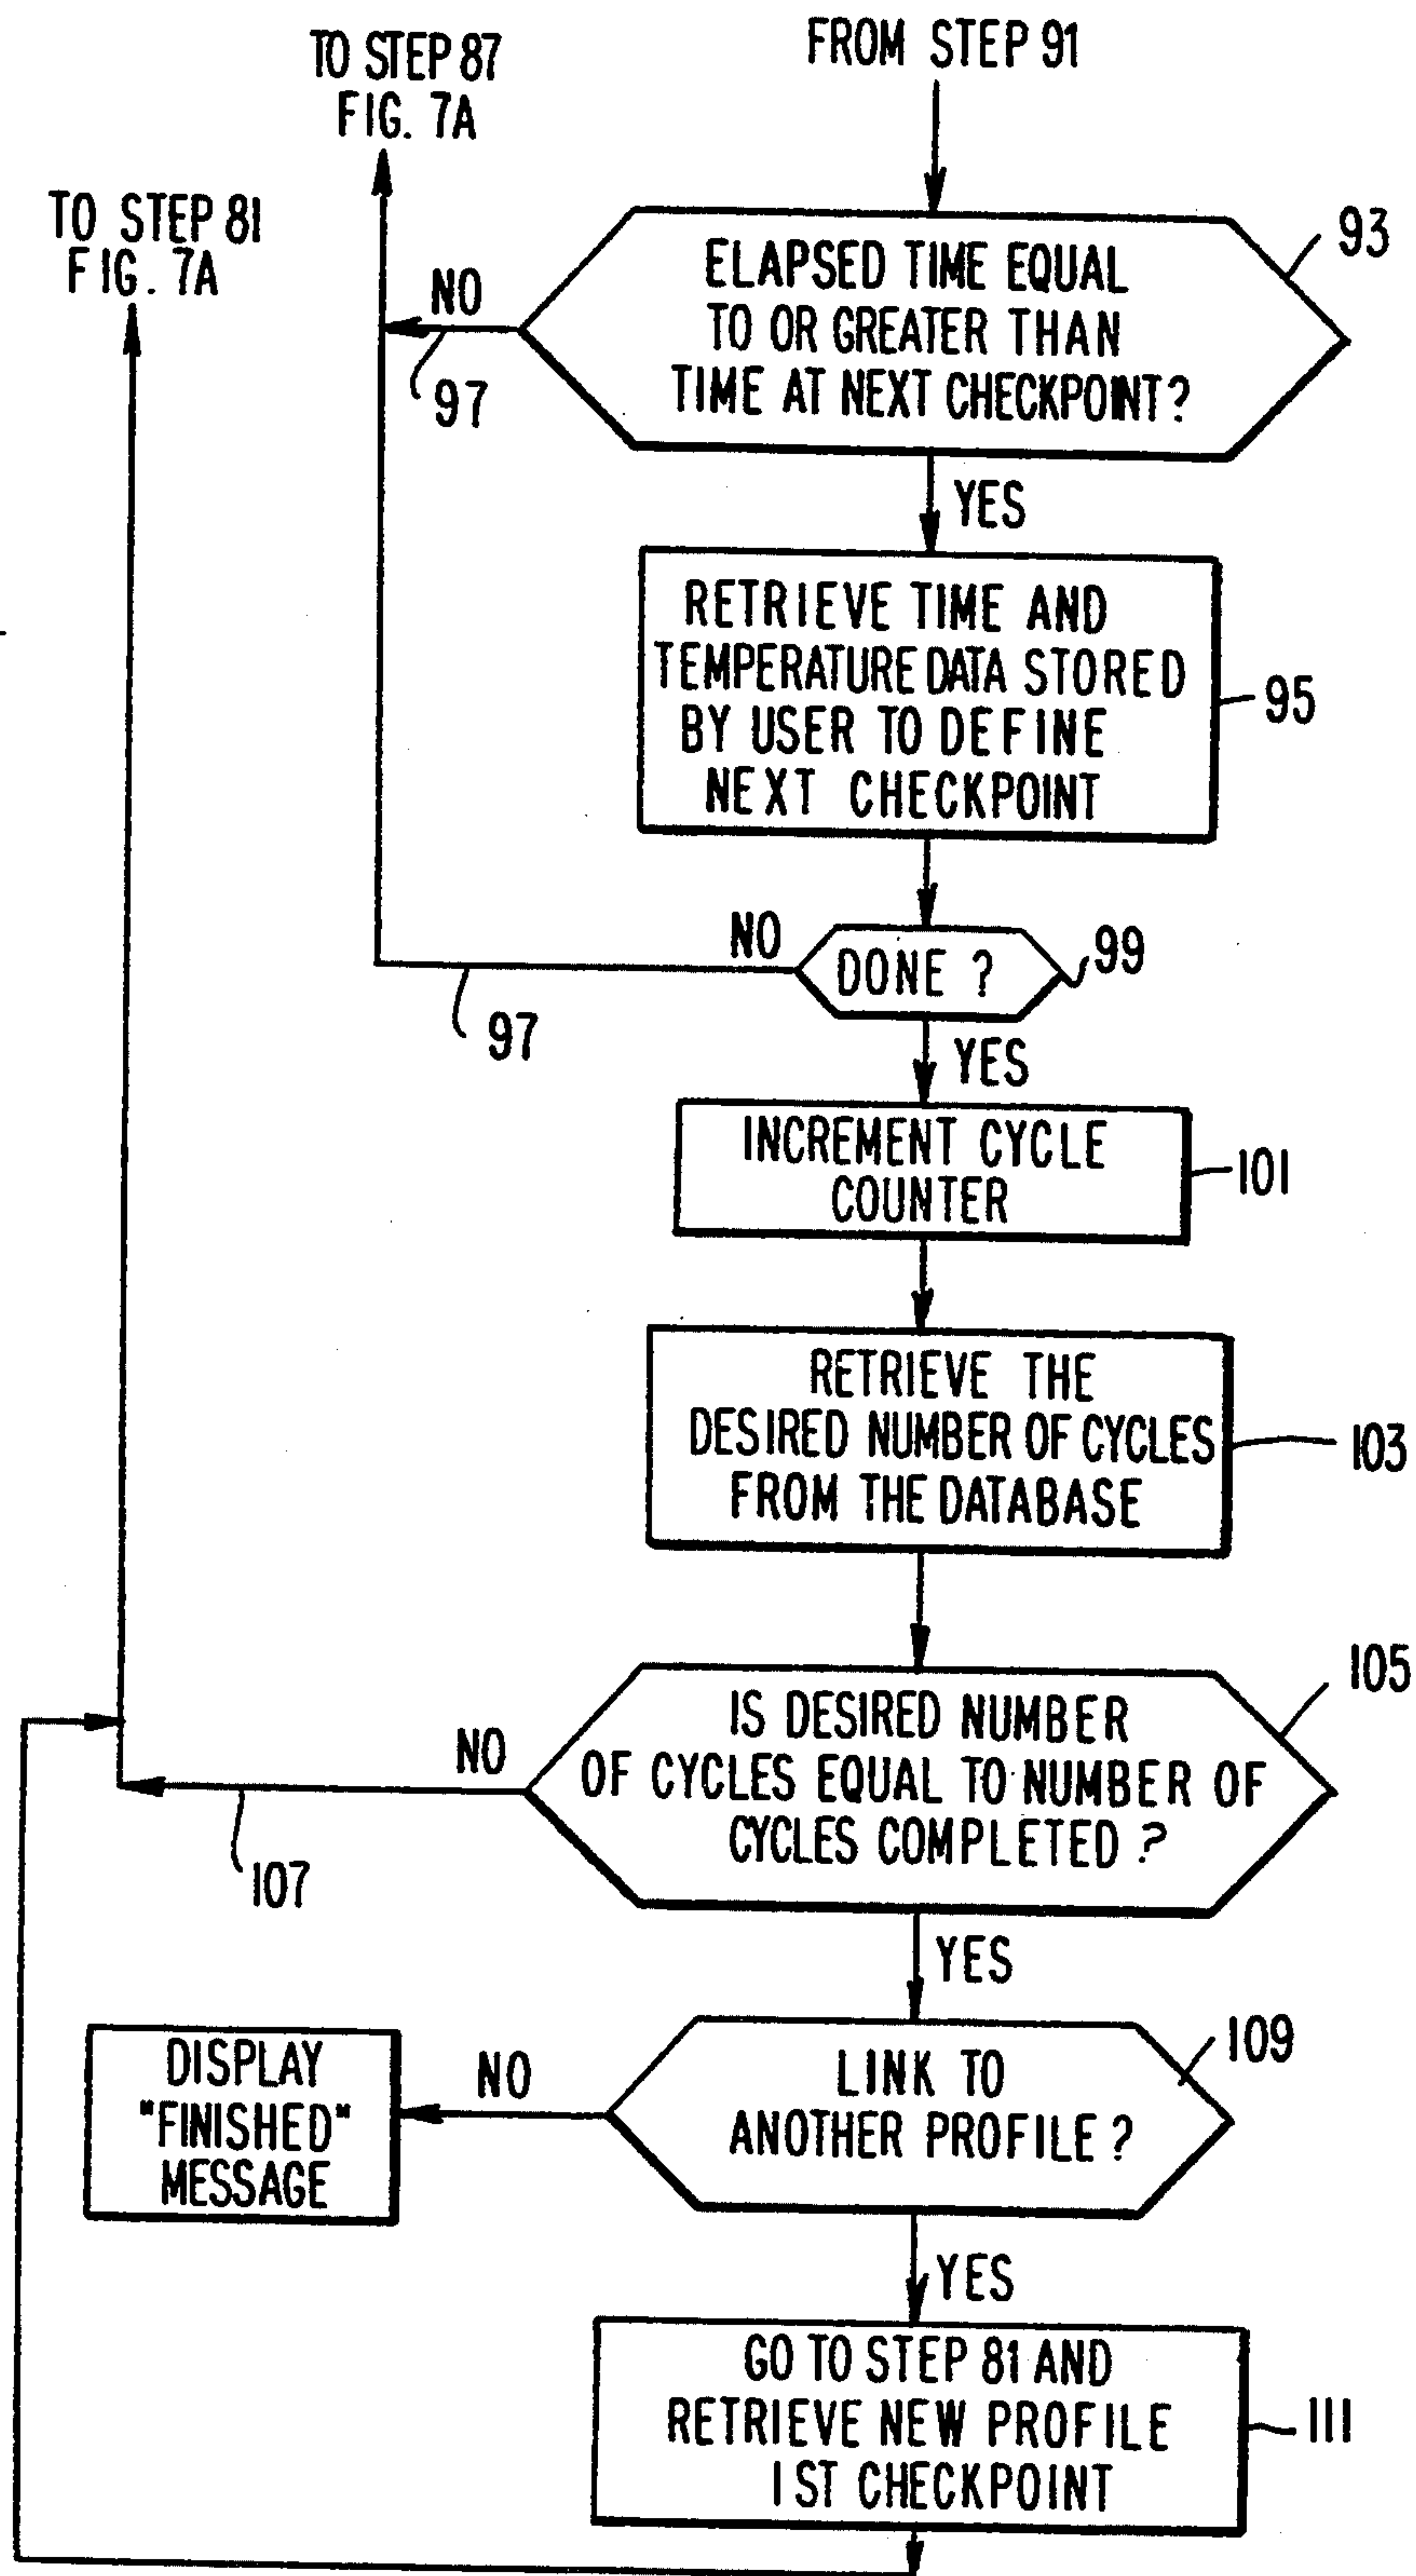 TO STEP 87
FIG. 7A
FROM STEP 91
TO STEP 81
FIG. 7A
93
ELAPSED TIME EQUAL
TO OR GREATER THAN
TIME AT NEXT CHECKPOINT?
NO
97
YES
RETRIEVE TIME AND
TEMPERATURE DATA STORED
BY USER TO DEFINE
NEXT CHECKPOINT
95
NO
DONE ?
99
97
YES
INCREMENT CYCLE
COUNTER
101
RETRIEVE THE
DESIRED NUMBER OF CYCLES
FROM THE DATABASE
103
105
IS DESIRED NUMBER
OF CYCLES EQUAL TO NUMBER OF
CYCLES COMPLETED ?
NO
107
YES
109
LINK TO
ANOTHER PROFILE ?
NO
DISPLAY
"FINISHED"
MESSAGE
YES
GO TO STEP 81 AND
RETRIEVE NEW PROFILE
1 ST CHECKPOINT
111